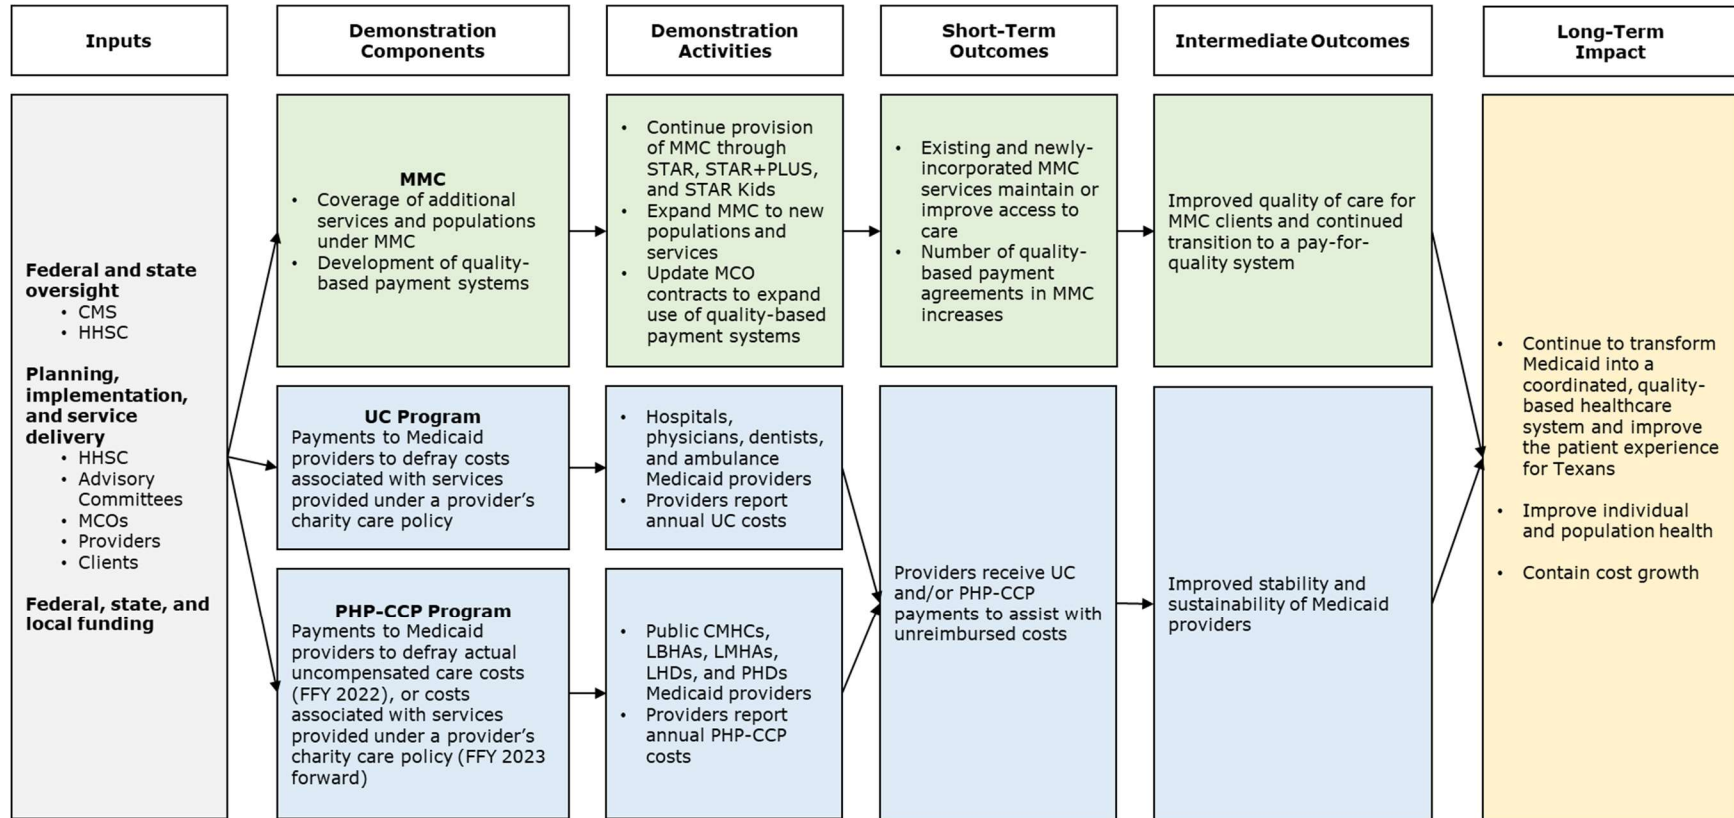 Inputs
Demonstration
Components
Demonstration
Activities
Short-Term
Outcomes
Intermediate Outcomes
Long-Term
Impact
Federal and state
oversight
• CMS
• HHSC
Planning,
implementation,
and service
delivery
• HHSC
• Advisory
Committees
• MCOs
• Providers
• Clients
Federal, state, and
local funding
MMC
• Coverage of additional
services and populations
under MMC
• Development of quality-
based payment systems
• Continue provision
of MMC through
STAR, STAR+PLUS,
and STAR Kids
• Expand MMC to new
populations and
services
• Update MCO
contracts to expand
use of quality-based
payment systems
• Existing and newly-
incorporated MMC
services maintain or
improve access to
care
• Number of quality-
based payment
agreements in MMC
increases
Improved quality of care for
MMC clients and continued
transition to a pay-for-
quality system
UC Program
Payments to Medicaid
providers to defray costs
associated with services
provided under a provider’s
charity care policy
• Hospitals,
physicians, dentists,
and ambulance
Medicaid providers
• Providers report
annual UC costs
PHP-CCP Program
Payments to Medicaid
providers to defray actual
uncompensated care costs
(FFY 2022), or costs
associated with services
provided under a provider’s
charity care policy (FFY 2023
forward)
• Public CMHCs,
LBHAs, LMHAs,
LHDs, and PHDs
Medicaid providers
• Providers report
annual PHP-CCP
costs
Providers receive UC
and/or PHP-CCP
payments to assist with
unreimbursed costs
Improved stability and
sustainability of Medicaid
providers
• Continue to transform
Medicaid into a
coordinated, quality-
based healthcare
system and improve
the patient experience
for Texans
• Improve individual
and population health
• Contain cost growth